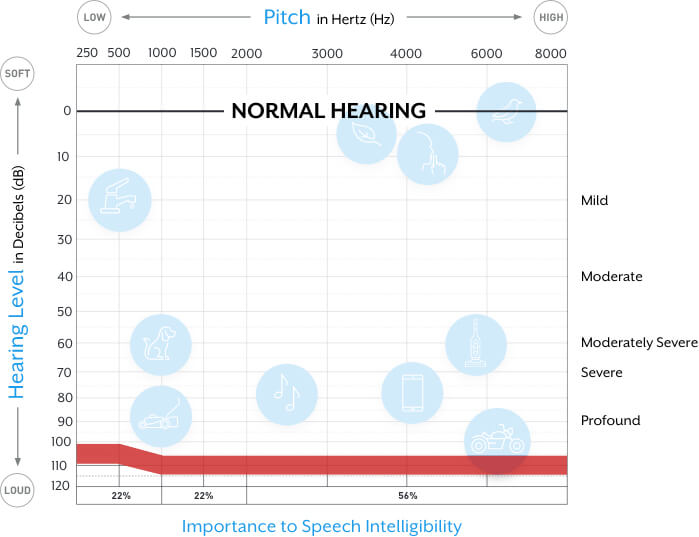 LOW Pitch in Hertz (Hz) HIGH
250 500 1000 1500 2000 3000 4000 6000 8000
SOFT
Hearing Level in Decibels (dB)
LOUD
0
NORMAL HEARING
10
20
Mild
30
40
Moderate
50
60
Moderately Severe
70
Severe
80
90
Profound
100
110
120
22% 22% 56%
Importance to Speech Intelligibility